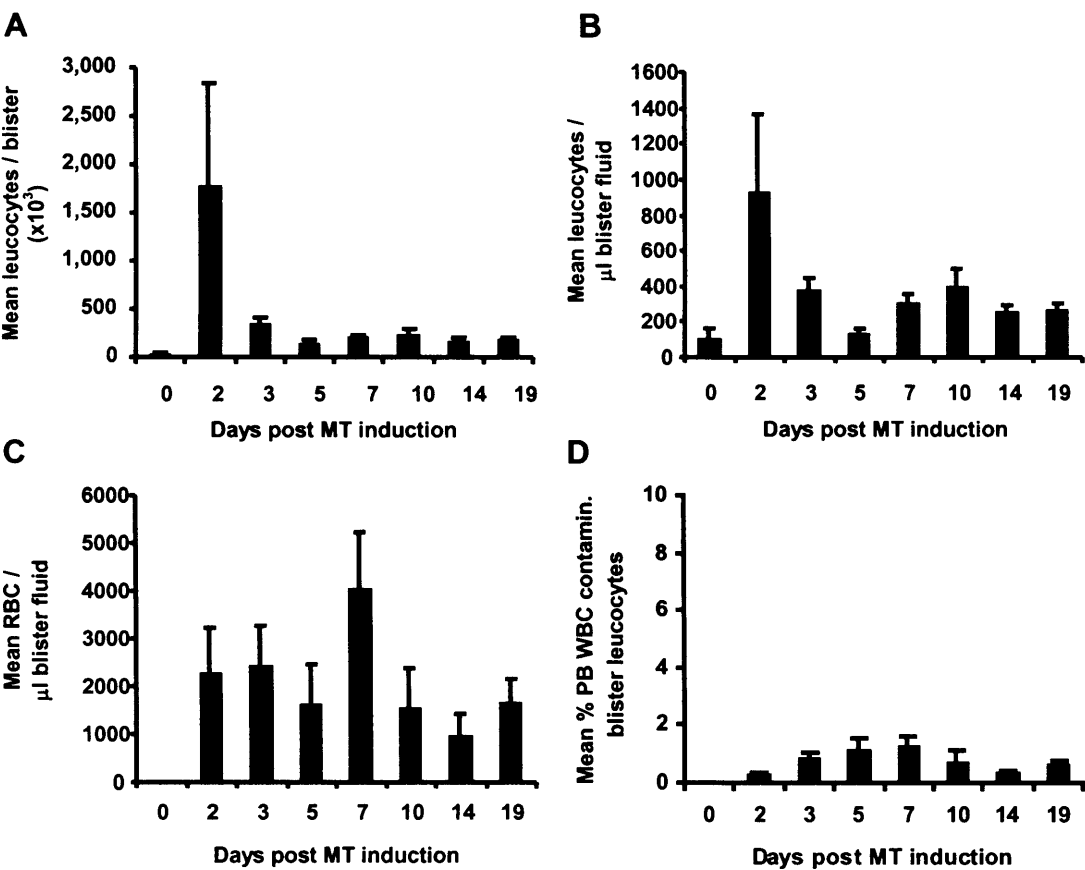 A
Mean leucocytes / blister
(x10³)
3,000
2,500
2,000
1,500
1,000
500
0
0 2 3 5 7 10 14 19
Days post MT induction
B
Mean leucocytes /
µl blister fluid
1600
1400
1200
1000
800
600
400
200
0
0 2 3 5 7 10 14 19
Days post MT induction
C
Mean RBC /
µl blister fluid
6000
5000
4000
3000
2000
1000
0
0 2 3 5 7 10 14 19
Days post MT induction
D
Mean % PB WBC contamin.
blister leucocytes
10
8
6
4
2
0
0 2 3 5 7 10 14 19
Days post MT induction